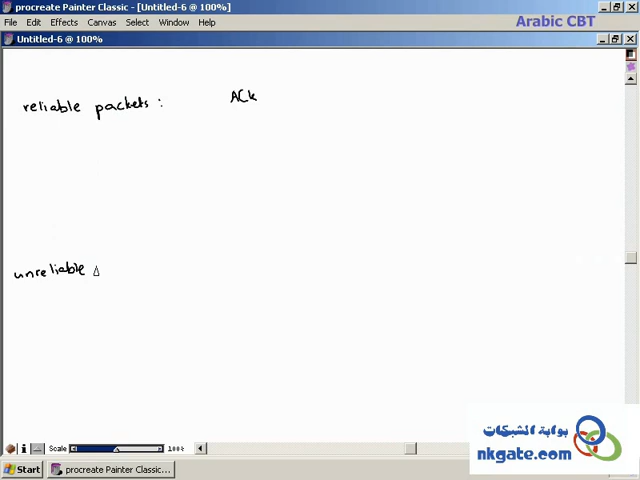 procreate Painter Classic - [Untitled-6 @ 100%]
File Edit Effects Canvas Select Window Help
Arabic CBT
Untitled-6 @ 100%
reliable packets : ACk
unreliable
Scale 100%
بوابة الشبكات
nkgate.com
Start procreate Painter Classic...